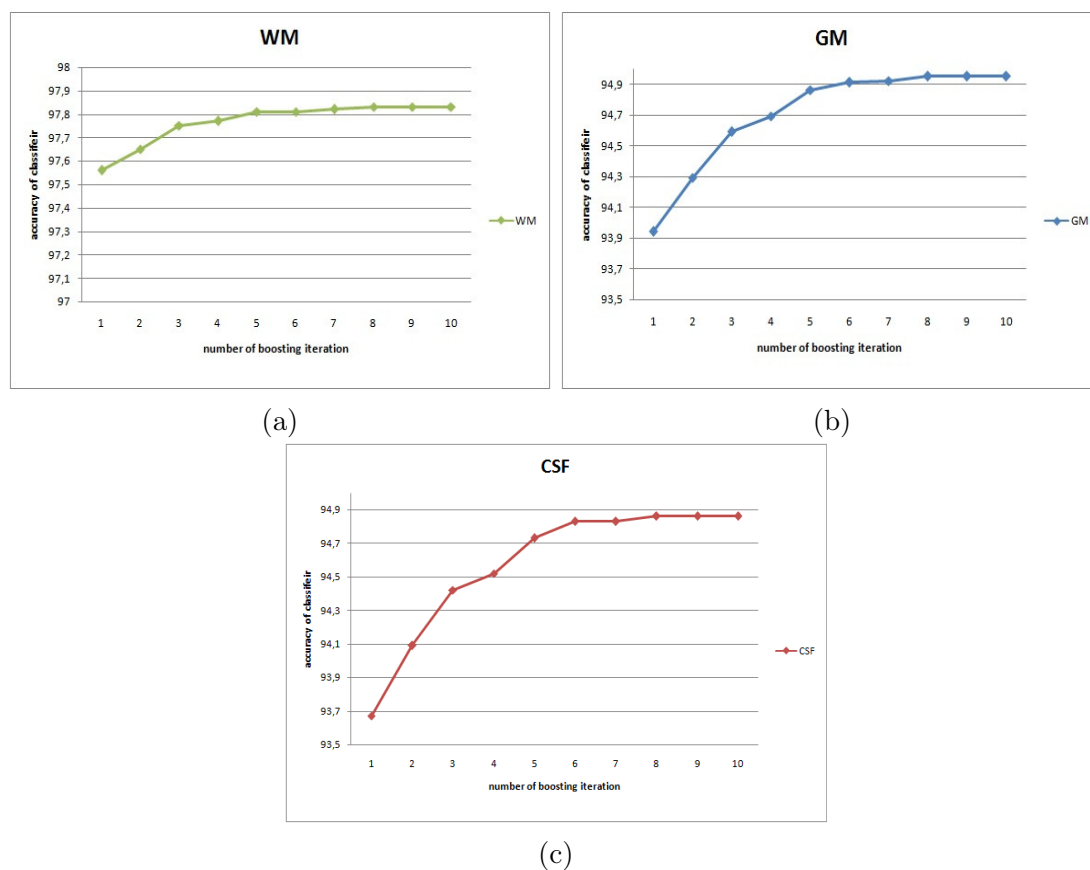 WM
98
97,9
97,8
97,7
97,6
97,5
97,4
97,3
97,2
97,1
97
accuracy of classifeir
1 2 3 4 5 6 7 8 9 10
number of boosting iteration
WM
(a)
GM
94,9
94,7
94,5
94,3
94,1
93,9
93,7
93,5
accuracy of classifeir
1 2 3 4 5 6 7 8 9 10
number of boosting iteration
GM
(b)
CSF
94,9
94,7
94,5
94,3
94,1
93,9
93,7
93,5
accuracy of classifeir
1 2 3 4 5 6 7 8 9 10
number of boosting iteration
CSF
(c)